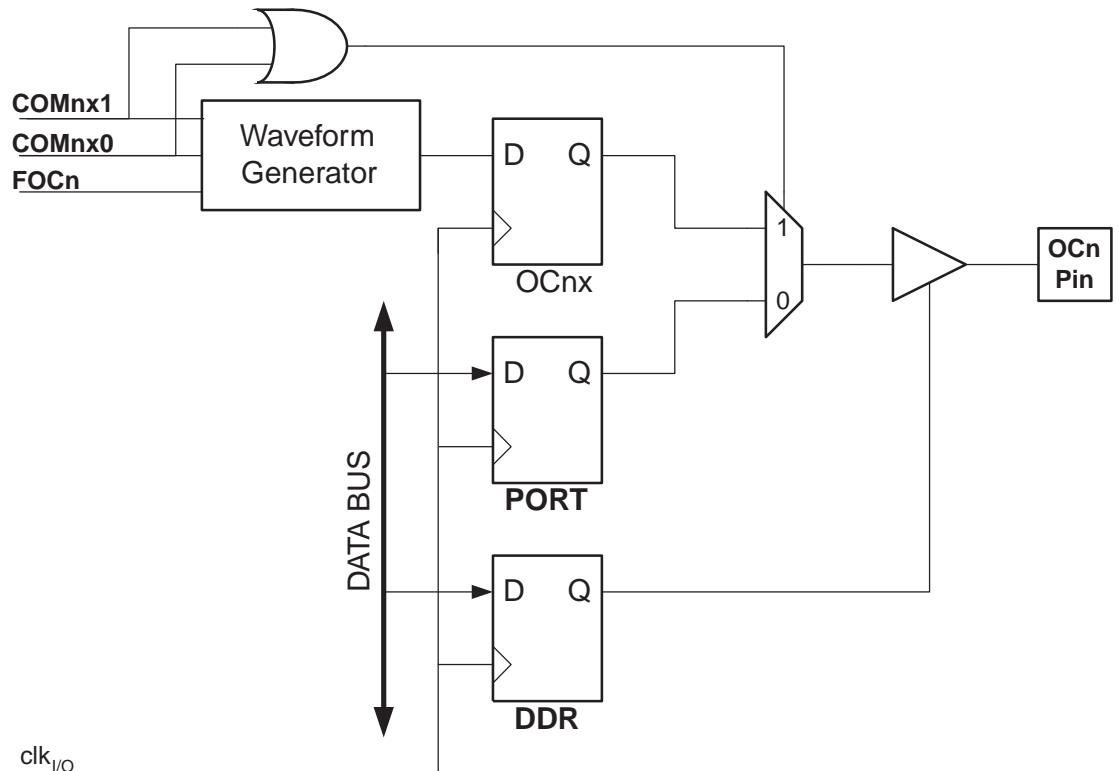 COMnx1
COMnx0
FOCn
Waveform
Generator
D Q
OCnx
1
0
OCn
Pin
D Q
PORT
DATA BUS
D Q
DDR
clkI/O